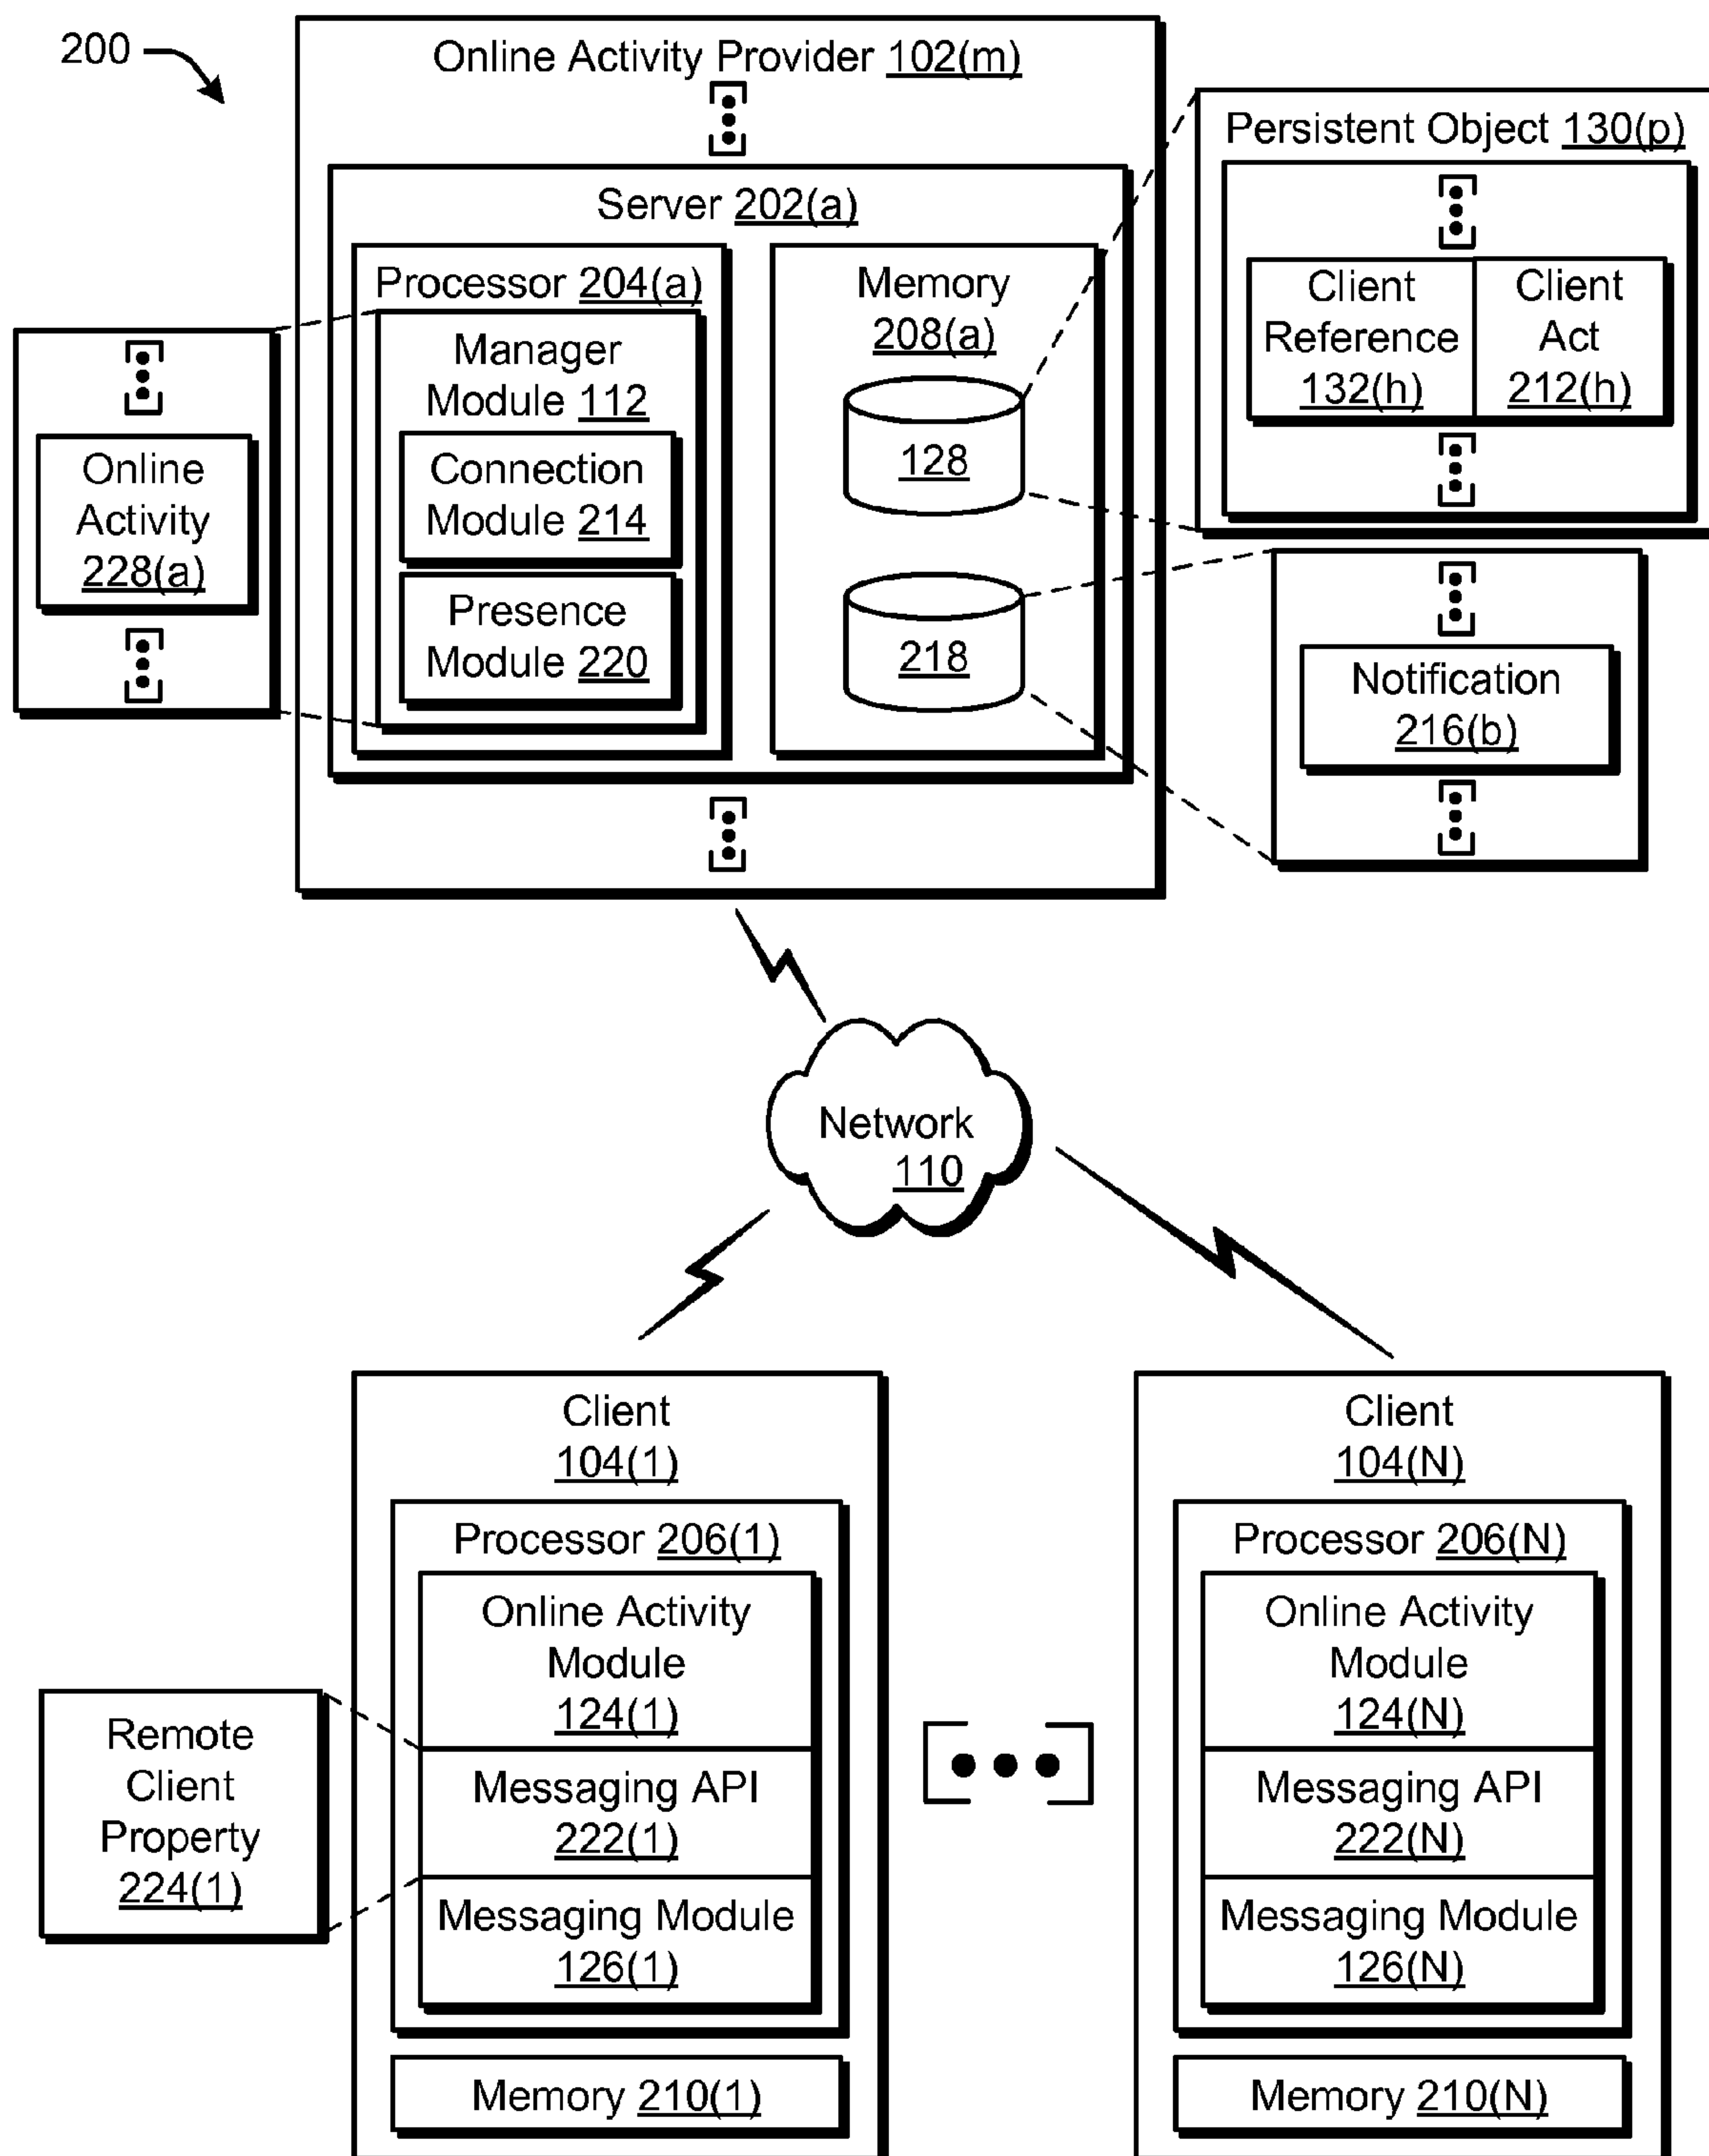 200
Online Activity Provider 102(m)
Server 202(a)
Processor 204(a)
Manager
Module 112
Connection
Module 214
Presence
Module 220
Memory
208(a)
128
218
Online
Activity
228(a)
Persistent Object 130(p)
Client
Reference
132(h)
Client
Act
212(h)
Notification
216(b)
Network
110
Client
104(1)
Processor 206(1)
Online Activity
Module
124(1)
Messaging API
222(1)
Messaging Module
126(1)
Memory 210(1)
Remote
Client
Property
224(1)
Client
104(N)
Processor 206(N)
Online Activity
Module
124(N)
Messaging API
222(N)
Messaging Module
126(N)
Memory 210(N)